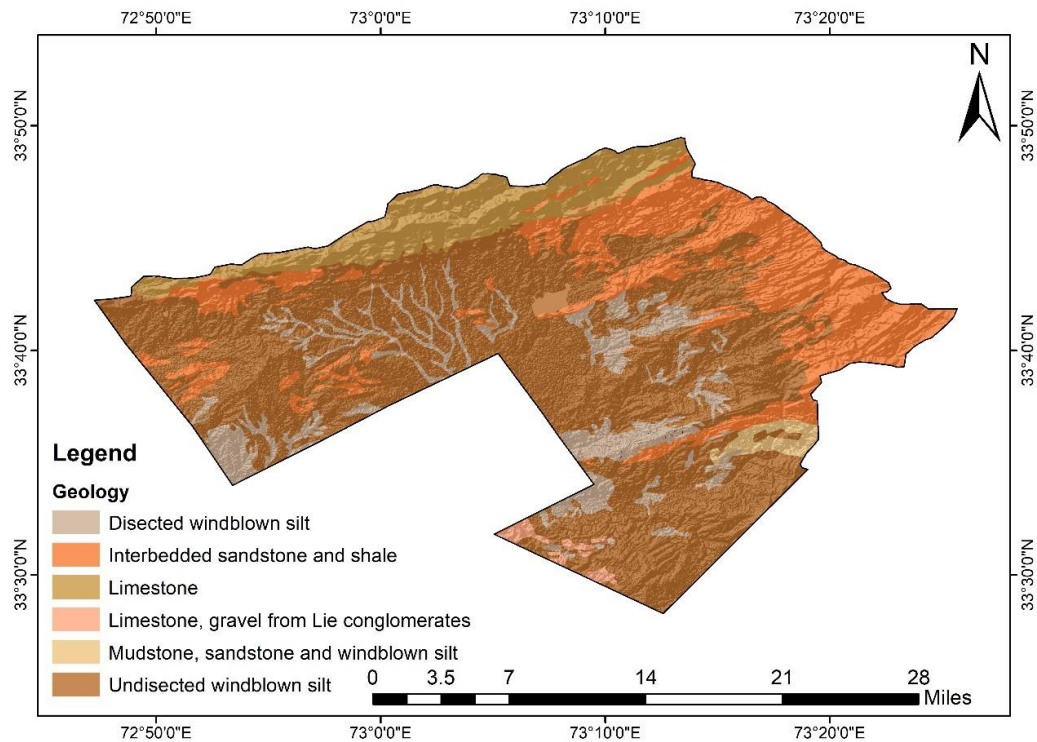 72°50'0"E 73°0'0"E 73°10'0"E 73°20'0"E
N
33°50'0"N 33°50'0"N
33°40'0"N 33°40'0"N
33°30'0"N 33°30'0"N
Legend
Geology
Disected windblown silt
Interbedded sandstone and shale
Limestone
Limestone, gravel from Lie conglomerates
Mudstone, sandstone and windblown silt
Undisected windblown silt
0 3.5 7 14 21 28
Miles
72°50'0"E 73°0'0"E 73°10'0"E 73°20'0"E